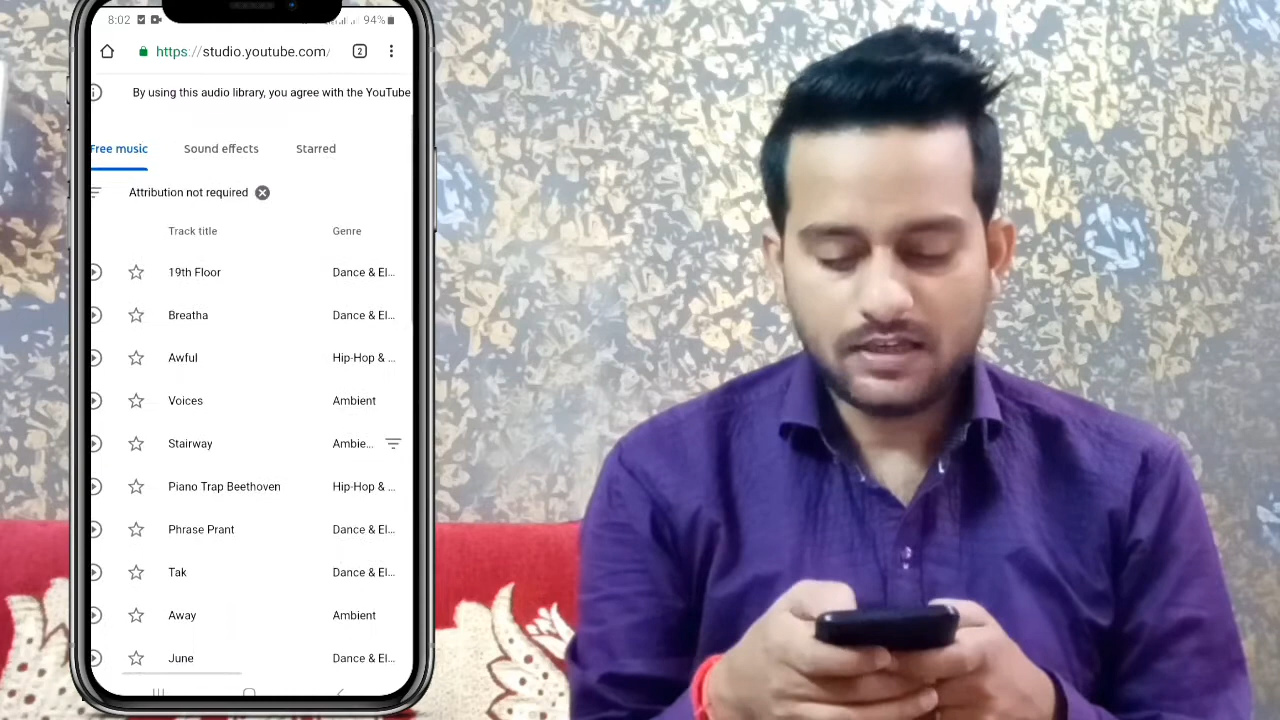 8:02 94%
https://studio.youtube.com/ 2
By using this audio library, you agree with the YouTube
Free music Sound effects Starred
Attribution not required
Track title Genre
19th Floor Dance & El...
Breatha Dance & El...
Awful Hip-Hop & ...
Voices Ambient
Stairway Ambie...
Piano Trap Beethoven Hip-Hop & ...
Phrase Prant Dance & El...
Tak Dance & El...
Away Ambient
June Dance & El...